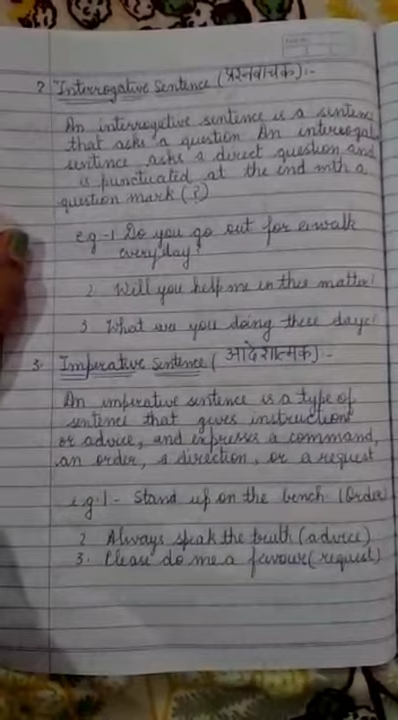 2 Interrogative Sentence (प्रश्नवाचक):-
An interrogative sentence is a sentenc
that asks a question An interrogat
sentence asks a direct question and
is punctuated at the end with a
question mark (?)
eg-1 Do you go out for a walk
everyday?
2 Will you help me in this matter?
3 What are you doing these days?
3. Imperative Sentence (आदेशात्मक):-
An imperative sentence is a type of
sentence that gives instruction
or advice, and expresses a command,
an order, a direction, or a request
e.g.1- Stand up on the bench (Order)
2 Always speak the truth (advice)
3. Please do me a favour (request)